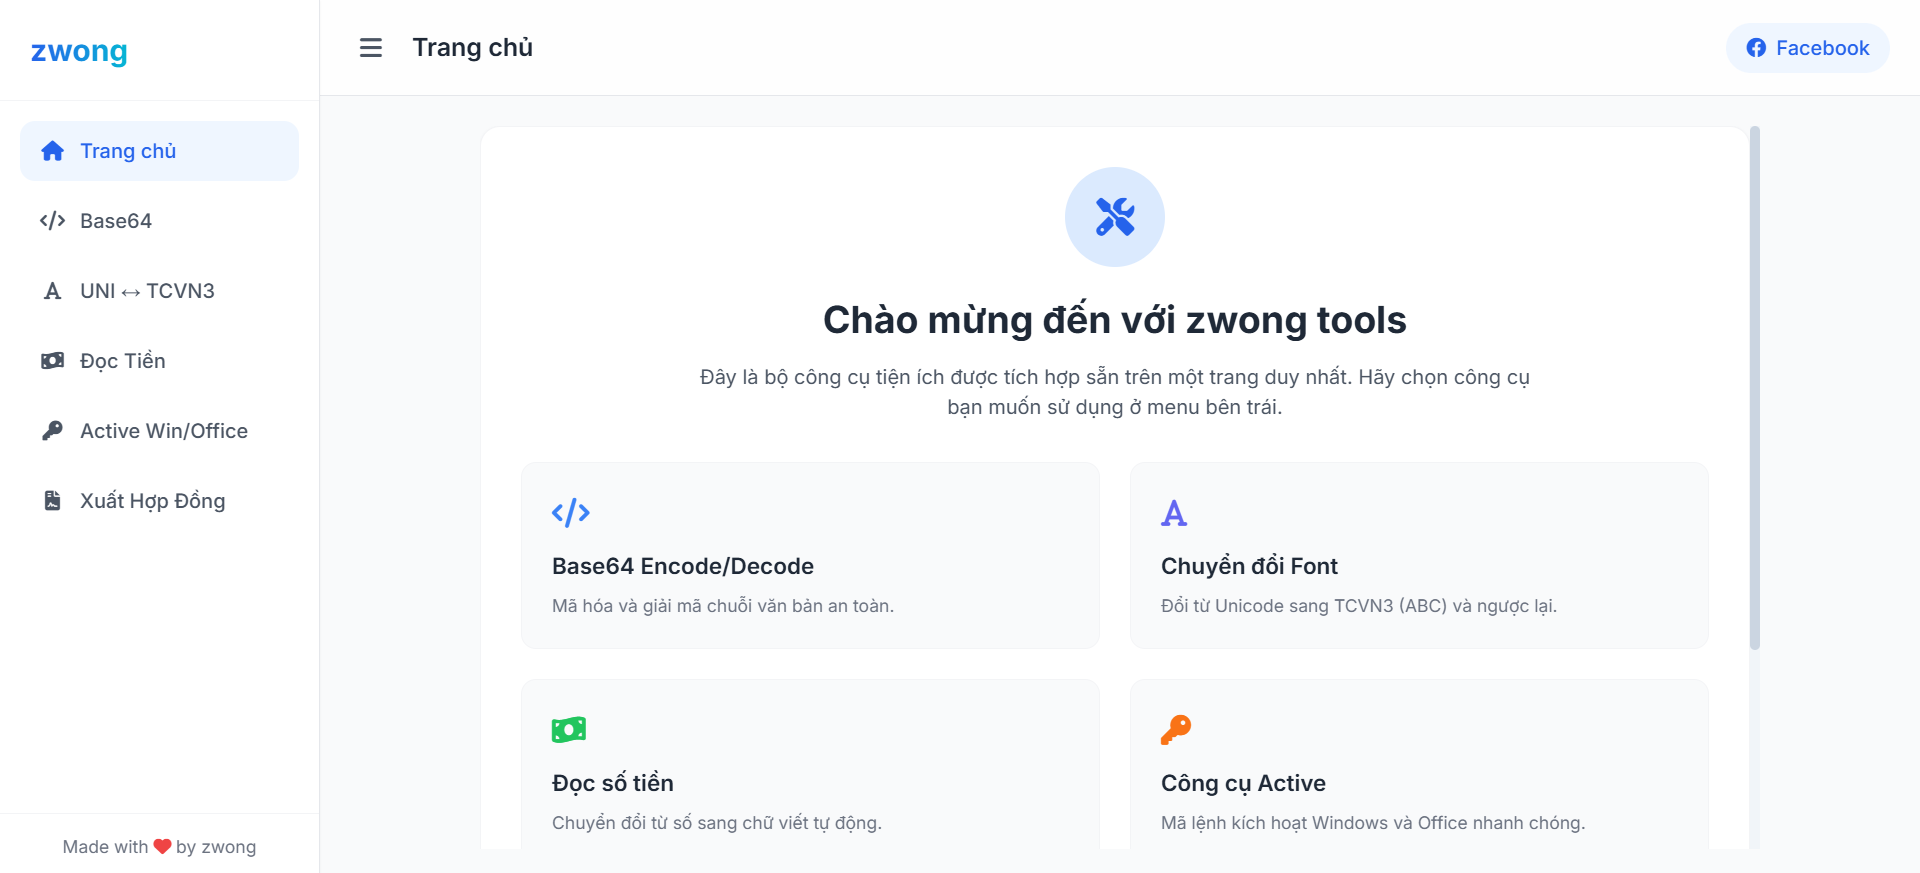 zwong
Trang chủ
Base64
UNI ↔ TCVN3
Đọc Tiền
Active Win/Office
Xuất Hợp Đồng
Made with ❤ by zwong
Trang chủ
Facebook
Chào mừng đến với zwong tools
Đây là bộ công cụ tiện ích được tích hợp sẵn trên một trang duy nhất. Hãy chọn công cụ
bạn muốn sử dụng ở menu bên trái.
Base64 Encode/Decode
Mã hóa và giải mã chuỗi văn bản an toàn.
Chuyển đổi Font
Đổi từ Unicode sang TCVN3 (ABC) và ngược lại.
Đọc số tiền
Chuyển đổi từ số sang chữ viết tự động.
Công cụ Active
Mã lệnh kích hoạt Windows và Office nhanh chóng.